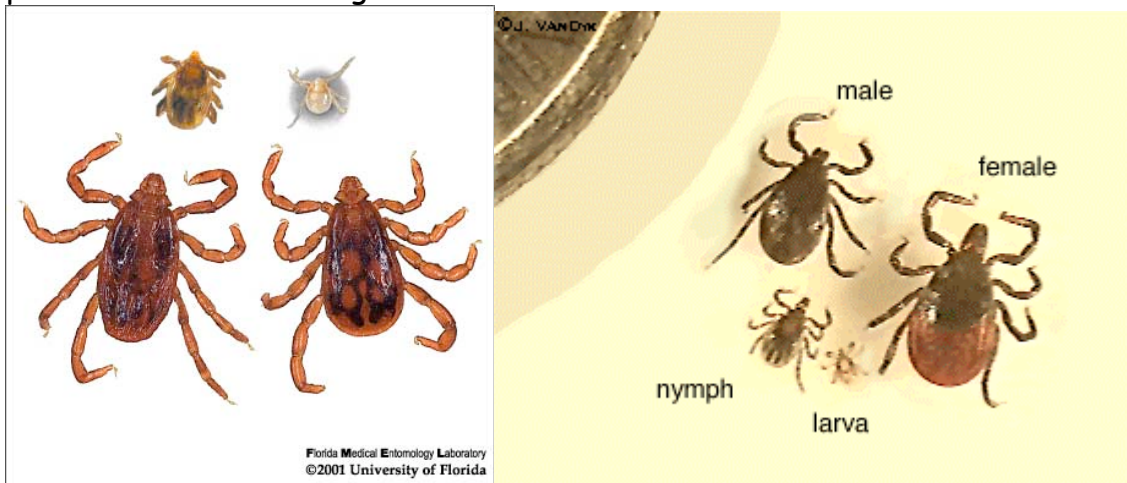 ©J. VanDyk
male
female
nymph
larva
Florida Medical Entomology Laboratory
©2001 University of Florida